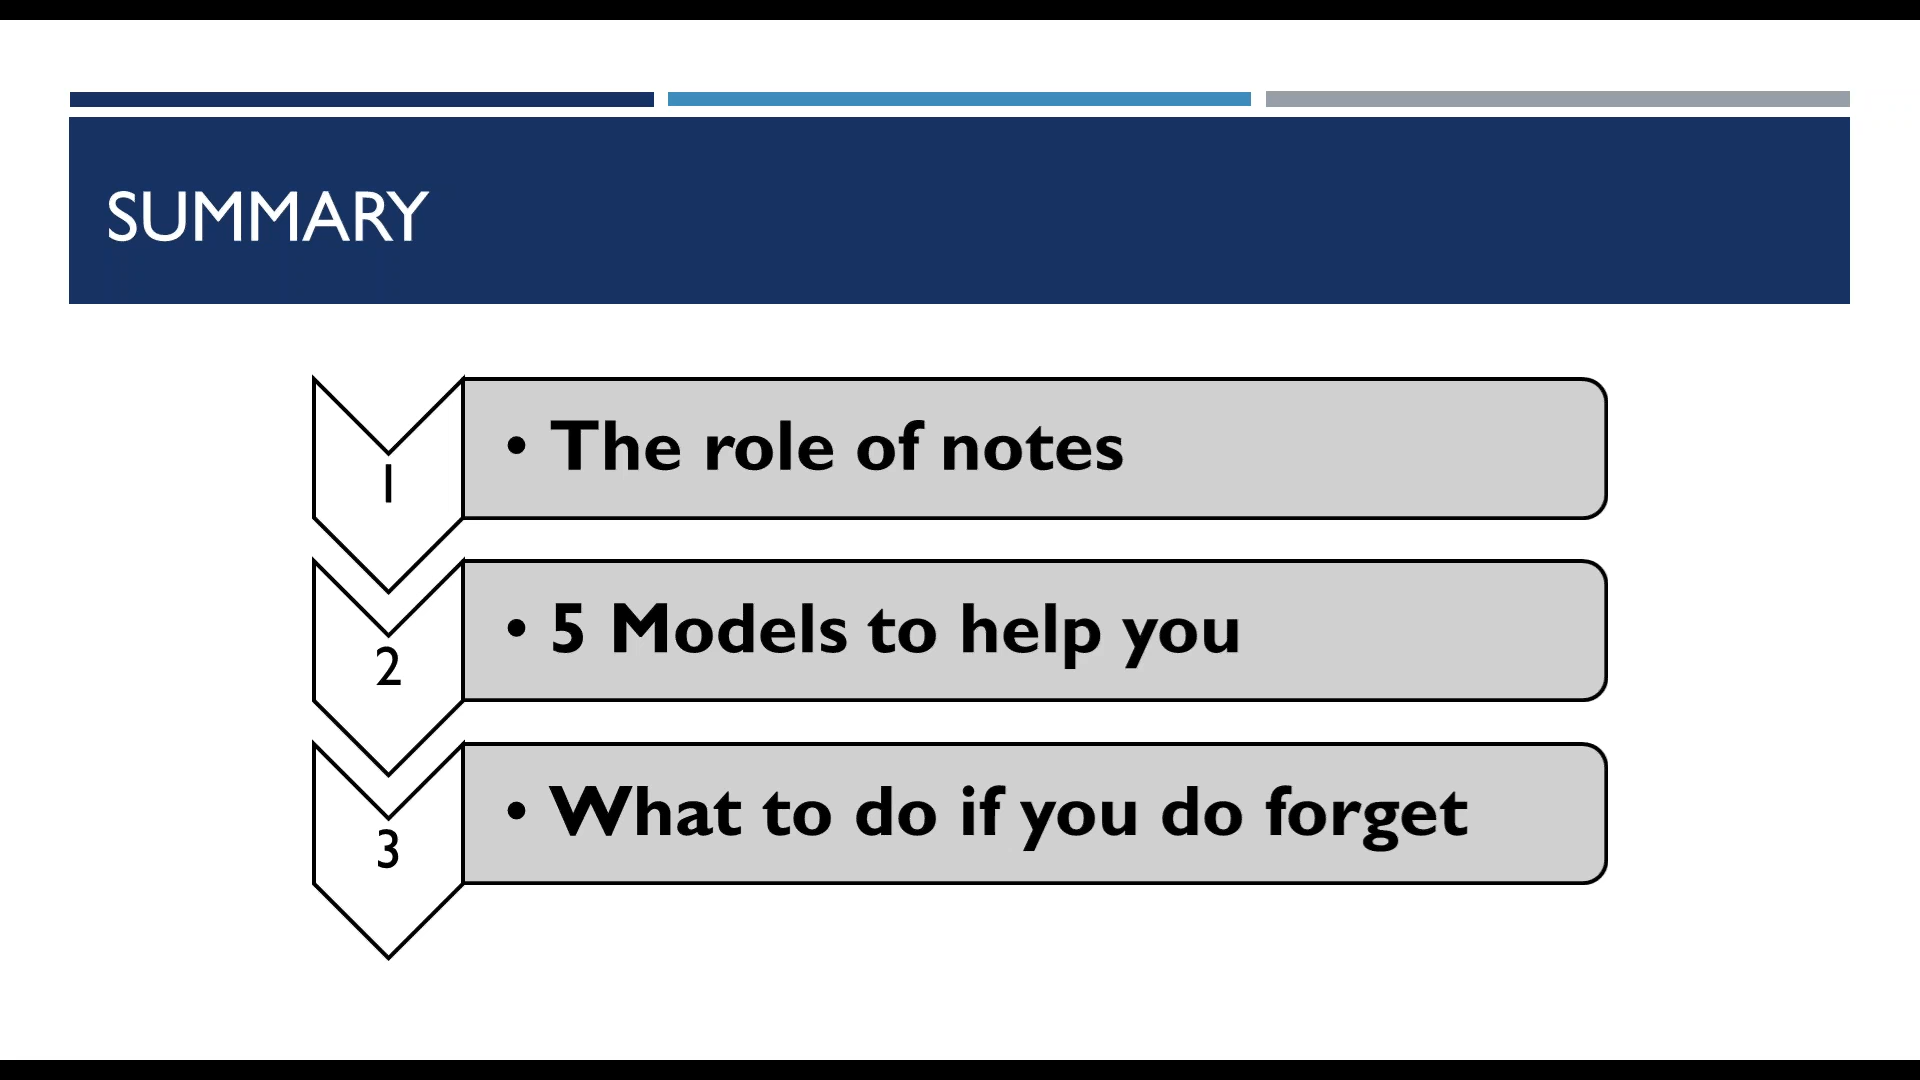 SUMMARY
1
• The role of notes
2
• 5 Models to help you
3
• What to do if you do forget